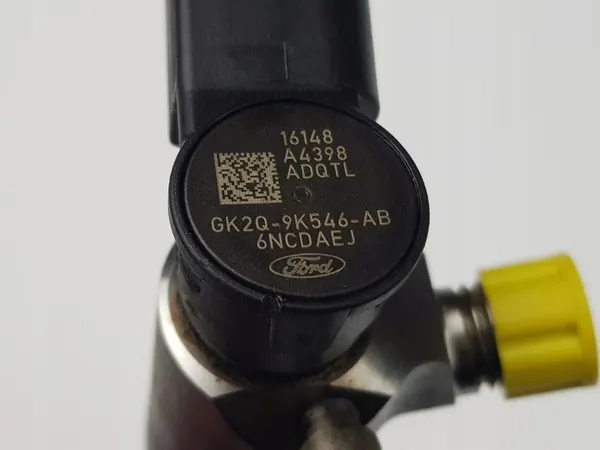 16148
A4398
ADQTL
GK2Q-9K546-AB
6NCDAEJ
Ford